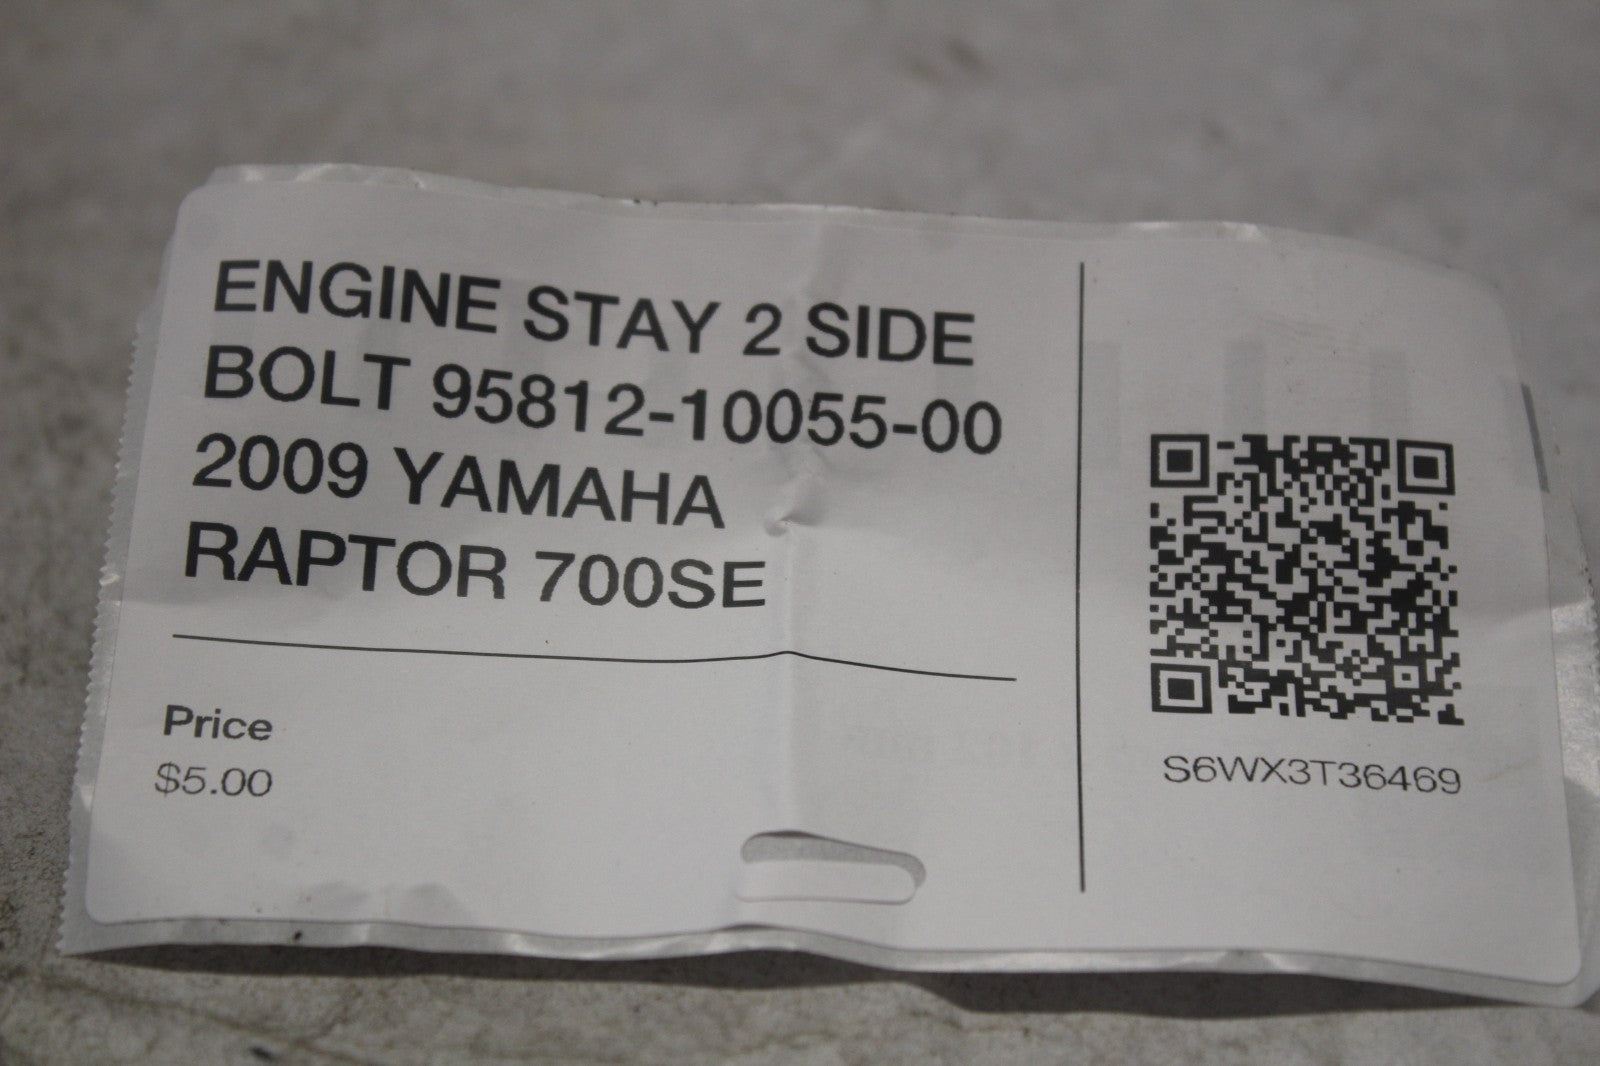 ENGINE STAY 2 SIDE
BOLT 95812-10055-00
2009 YAMAHA
RAPTOR 700SE
Price
$5.00
S6WX3T36469